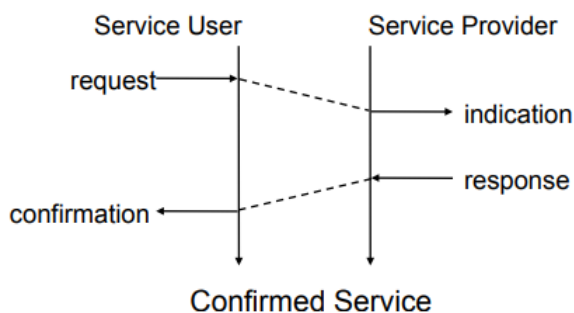 Service User
Service Provider
request
indication
response
confirmation
Confirmed Service